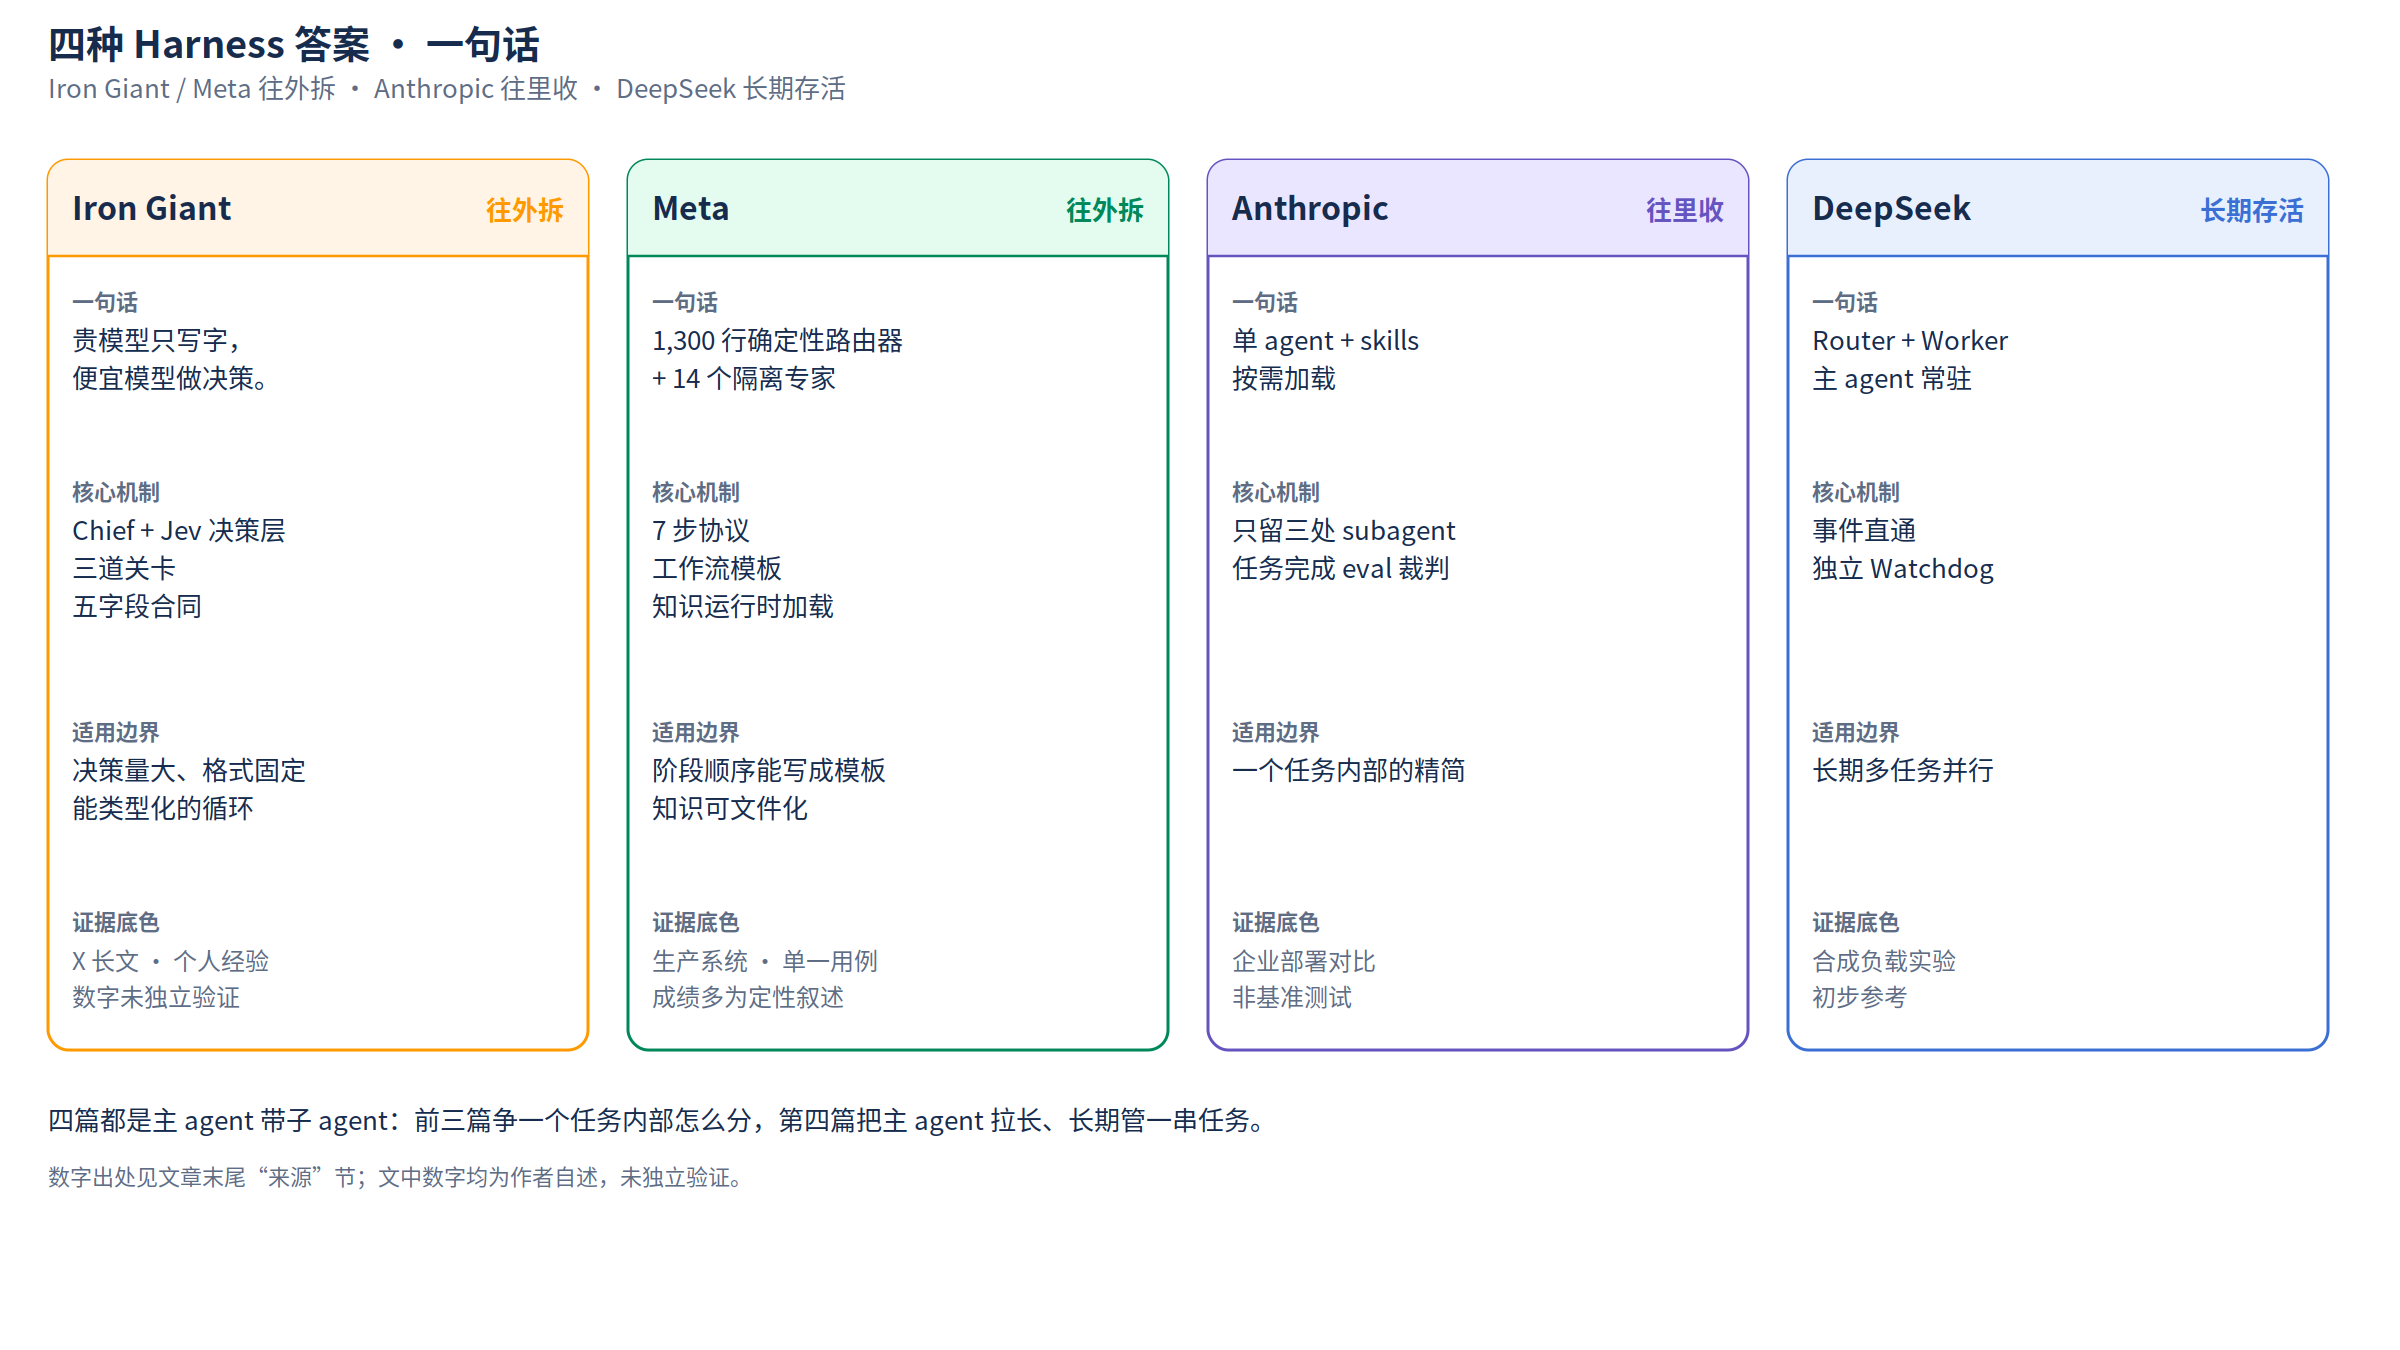 四种 Harness 答案 · 一句话
Iron Giant / Meta 往外拆 · Anthropic 往里收 · DeepSeek 长期存活
Iron Giant
往外拆
一句话
贵模型只写字，
便宜模型做决策。
核心机制
Chief + Jev 决策层
三道关卡
五字段合同
适用边界
决策量大、格式固定
能类型化的循环
证据底色
X 长文 · 个人经验
数字未独立验证
Meta
往外拆
一句话
1,300 行确定性路由器
+ 14 个隔离专家
核心机制
7 步协议
工作流模板
知识运行时加载
适用边界
阶段顺序能写成模板
知识可文件化
证据底色
生产系统 · 单一用例
成绩多为定性叙述
Anthropic
往里收
一句话
单 agent + skills
按需加载
核心机制
只留三处 subagent
任务完成 eval 裁判
适用边界
一个任务内部的精简
证据底色
企业部署对比
非基准测试
DeepSeek
长期存活
一句话
Router + Worker
主 agent 常驻
核心机制
事件直通
独立 Watchdog
适用边界
长期多任务并行
证据底色
合成负载实验
初步参考
四篇都是主 agent 带子 agent：前三篇争一个任务内部怎么分，第四篇把主 agent 拉长、长期管一串任务。
数字出处见文章末尾“来源”节；文中数字均为作者自述，未独立验证。